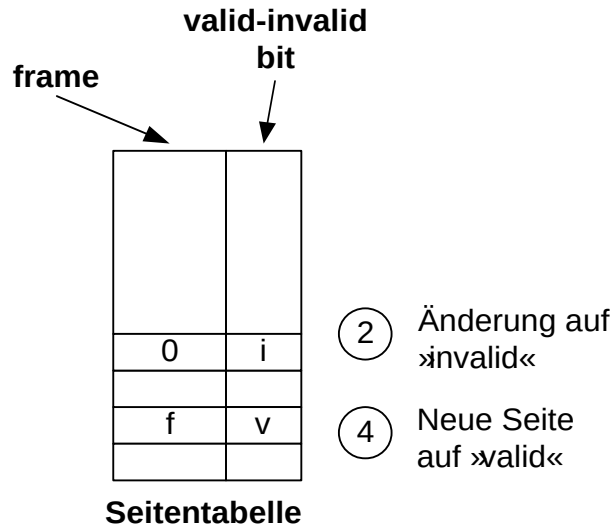 valid-invalid
bit
frame
0 i
2 Änderung auf
»invalid«
f v
4 Neue Seite
auf »valid«
Seitentabelle